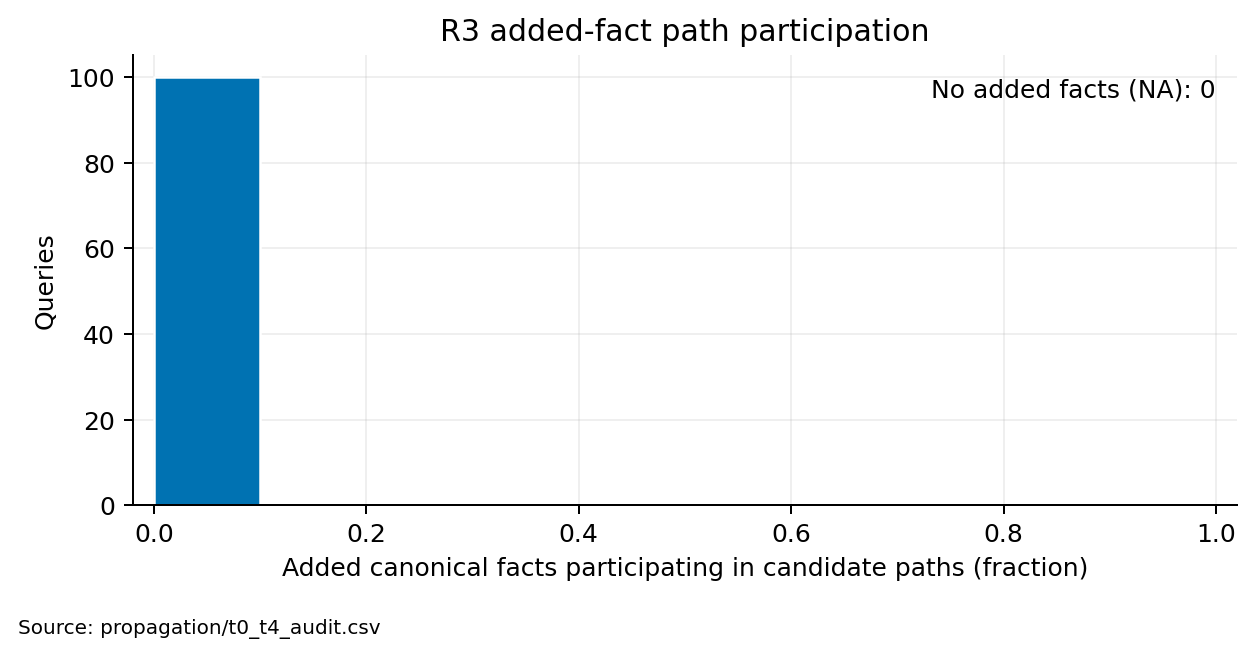 R3 added-fact path participation
No added facts (NA): 0
100
80
60
40
20
0
Queries
0.0 0.2 0.4 0.6 0.8 1.0
Added canonical facts participating in candidate paths (fraction)
Source: propagation/t0_t4_audit.csv